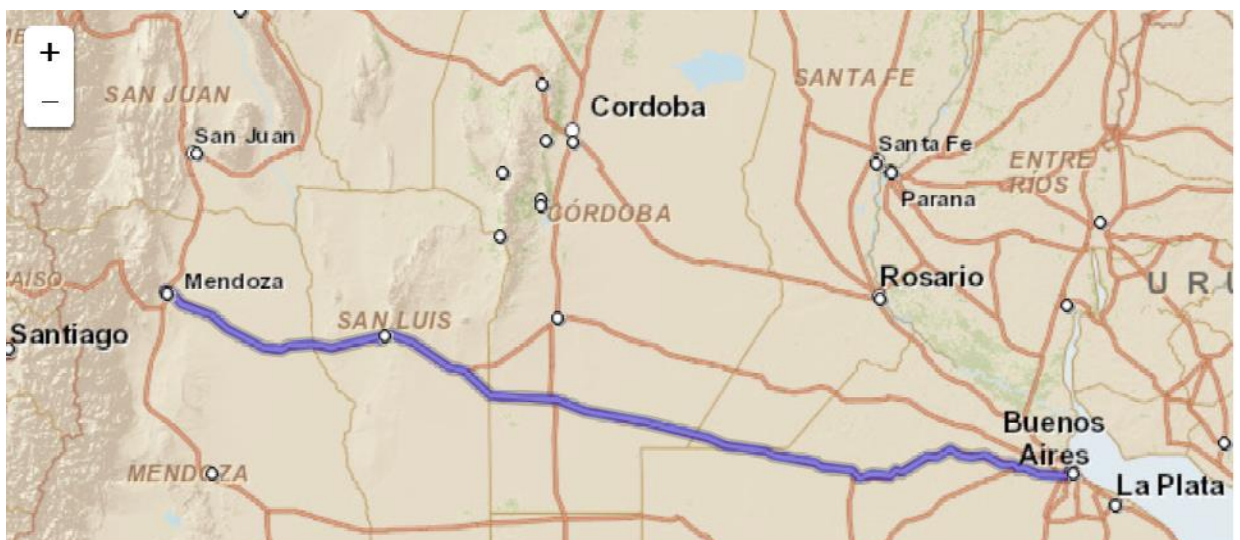 +
−
SAN JUAN
San Juan
Cordoba
SANTA FE
Santa Fe
ENTRE
RÍOS
Parana
CÓRDOBA
Mendoza
Rosario
SAN LUIS
Santiago
Buenos
Aires
MENDOZA
La Plata